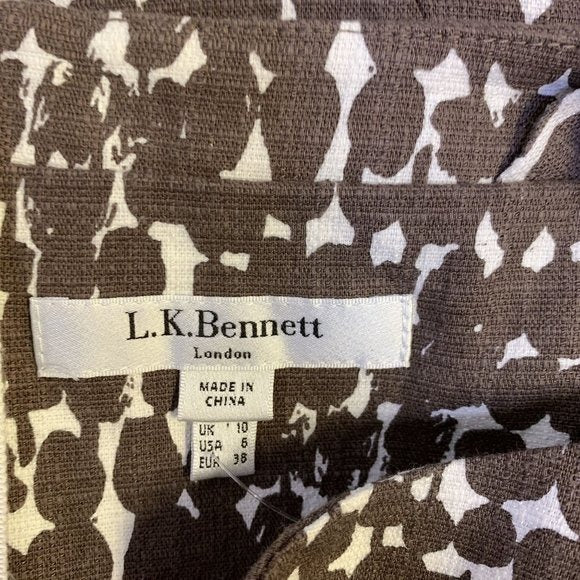 L.K.Bennett
London
MADE IN
CHINA
UK 10
USA 6
EUR 38